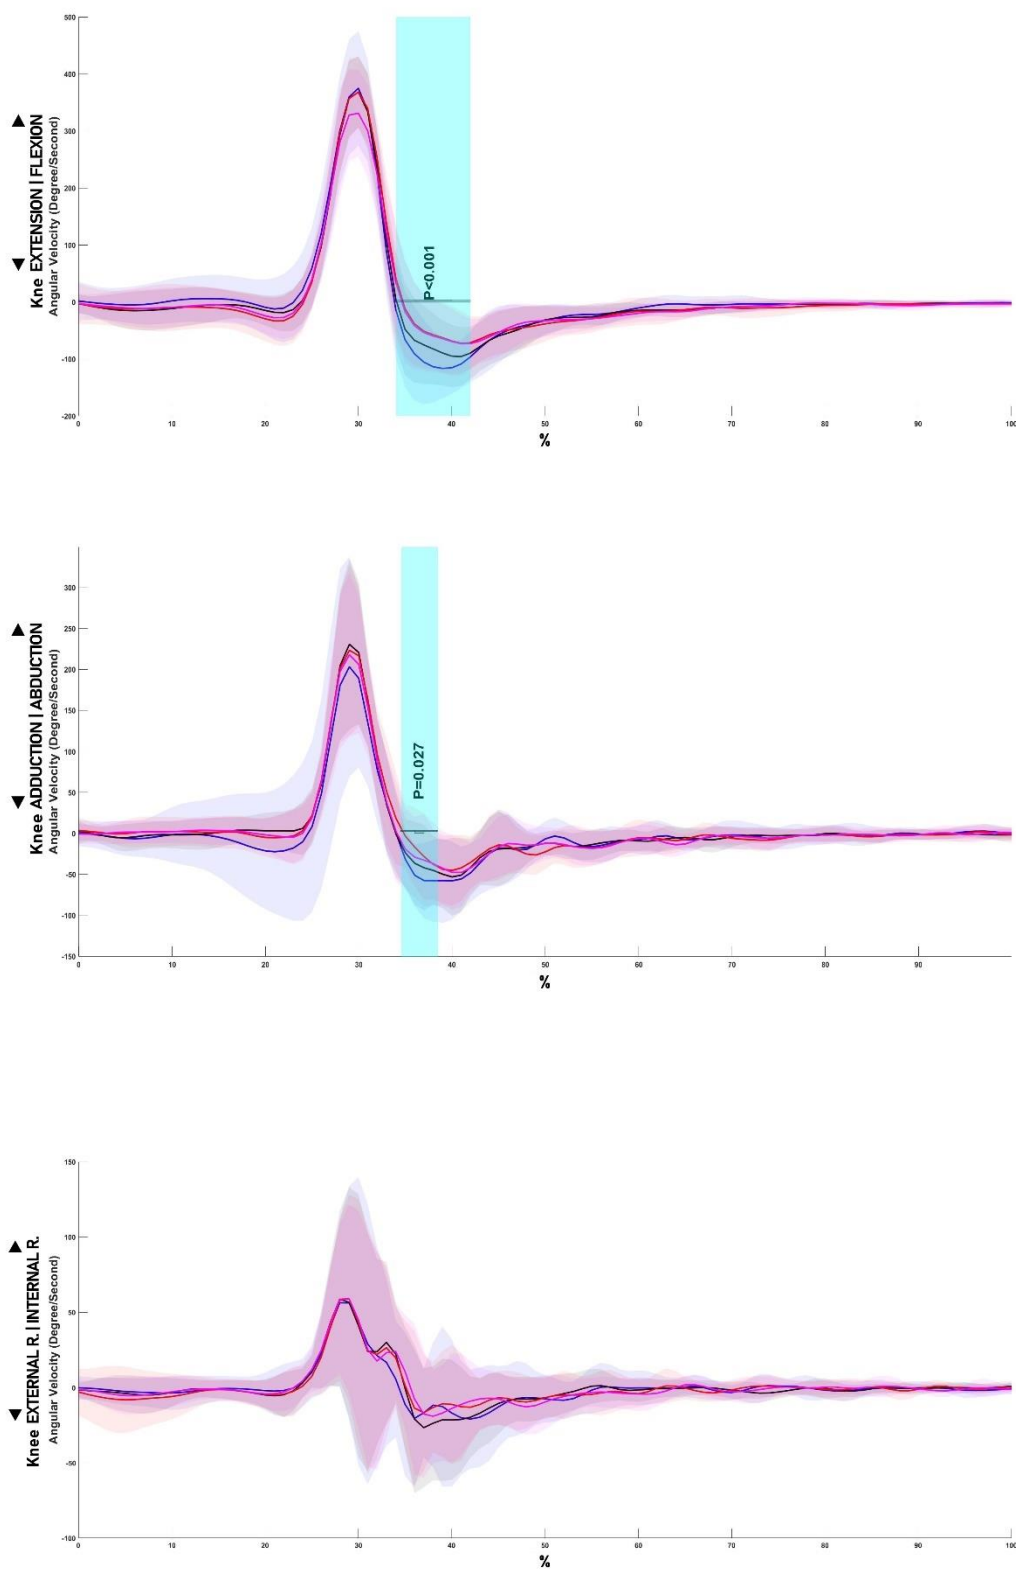 500
400
300
200
100
0
-100
-200
Kne EXTENSION | FLEXION
Angular Velocity (Degree/Second)
P<0.001
0 10 20 30 40 50 60 70 80 90 100
%
300
250
200
150
100
50
0
-50
-100
-150
Knee ADDUCTION | ABDUCTION
Angular Velocity (Degree/Second)
P=0.027
0 10 20 30 40 50 60 70 80 90
%
150
100
50
0
-50
-100
Knee EXTERNAL R. | INTERNAL R.
Angular Velocity (Degree/Second)
0 10 20 30 40 50 60 70 80 90 100
%